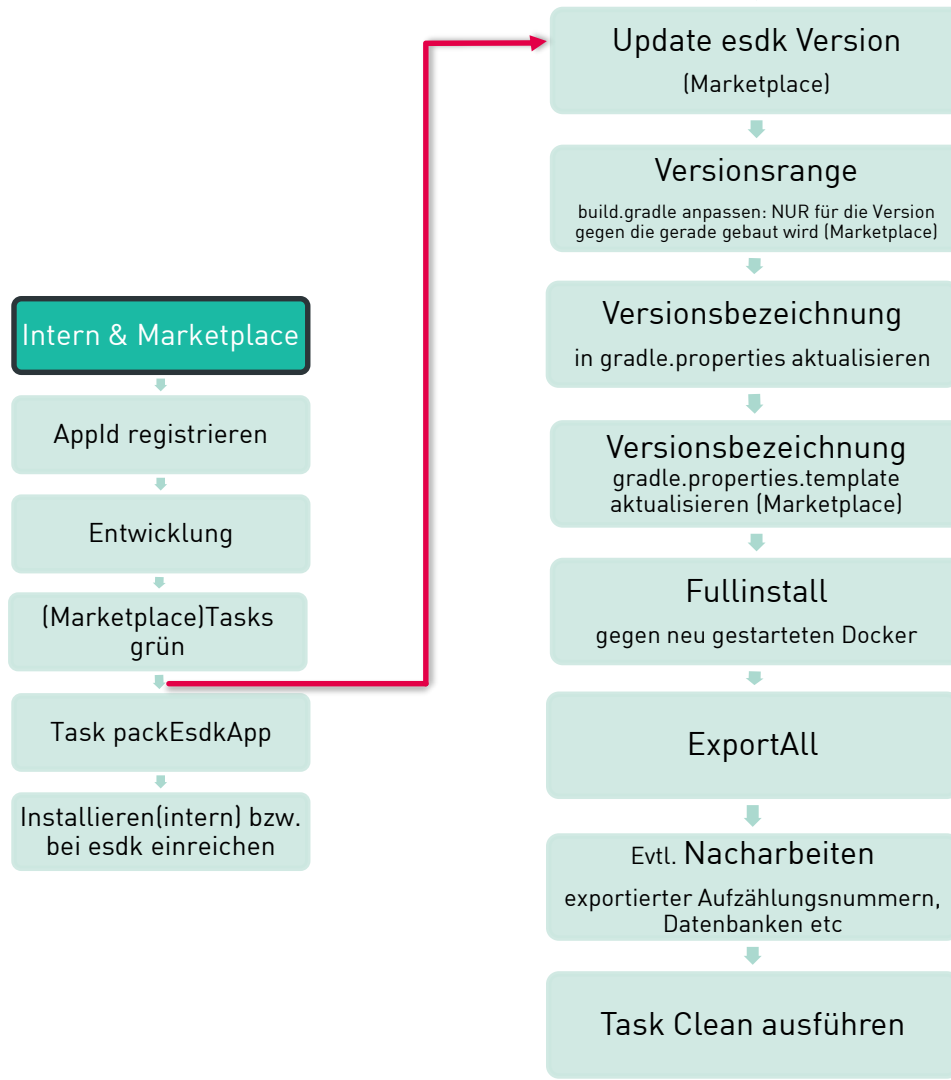 Intern & Marketplace
AppId registrieren
Entwicklung
(Marketplace)Tasks
grün
Task packEsdkApp
Installieren(intern) bzw.
bei esdk einreichen
Update esdk Version
(Marketplace)
Versionsrange
build.gradle anpassen: NUR für die Version
gegen die gerade gebaut wird (Marketplace)
Versionsbezeichnung
in gradle.properties aktualisieren
Versionsbezeichnung
gradle.properties.template
aktualisieren (Marketplace)
Fullinstall
gegen neu gestarteten Docker
ExportAll
Evtl. Nacharbeiten
exportierter Aufzählungsnummern,
Datenbanken etc
Task Clean ausführen